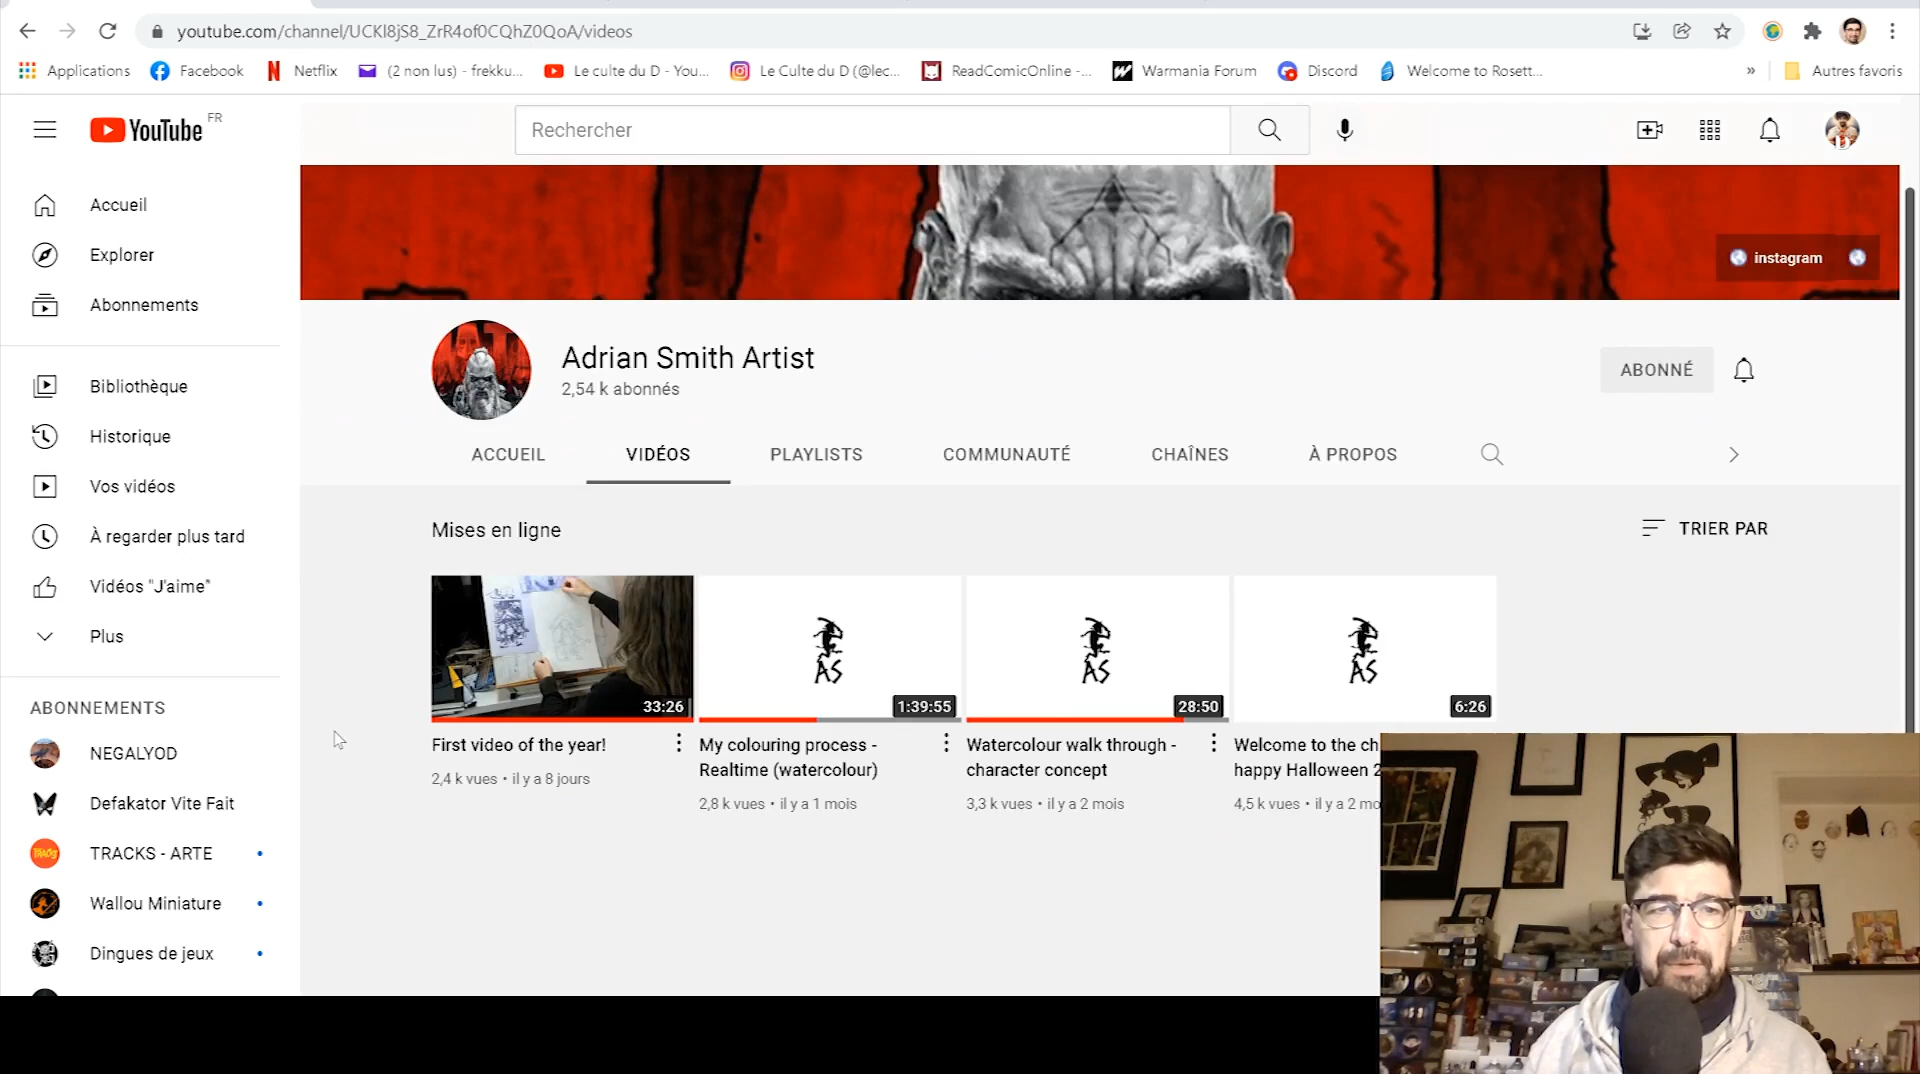 youtube.com/channel/UCKl8jS8_ZrR4of0CQhZ0QoA/videos
Applications Facebook Netflix (2 non lus) - frekku... Le culte du D - You... Le Culte du D (@lec... ReadComicOnline -... Warmania Forum Discord Welcome to Rosett... » Autres favoris
YouTube FR
Rechercher
Accueil
Explorer
Abonnements
Bibliothèque
Historique
Vos vidéos
À regarder plus tard
Vidéos "J'aime"
Plus
ABONNEMENTS
NEGALYOD
Defakator Vite Fait
TRACKS - ARTE
Wallou Miniature
Dingues de jeux
instagram
Adrian Smith Artist
2,54 k abonnés
ABONNÉ
ACCUEIL VIDÉOS PLAYLISTS COMMUNAUTÉ CHAÎNES À PROPOS
Mises en ligne
TRIER PAR
33:26
First video of the year!
2,4 k vues • il y a 8 jours
AS
1:39:55
My colouring process -
Realtime (watercolour)
2,8 k vues • il y a 1 mois
AS
28:50
Watercolour walk through -
character concept
3,3 k vues • il y a 2 mois
AS
6:26
Welcome to the ch
happy Halloween 2
4,5 k vues • il y a 2 mo